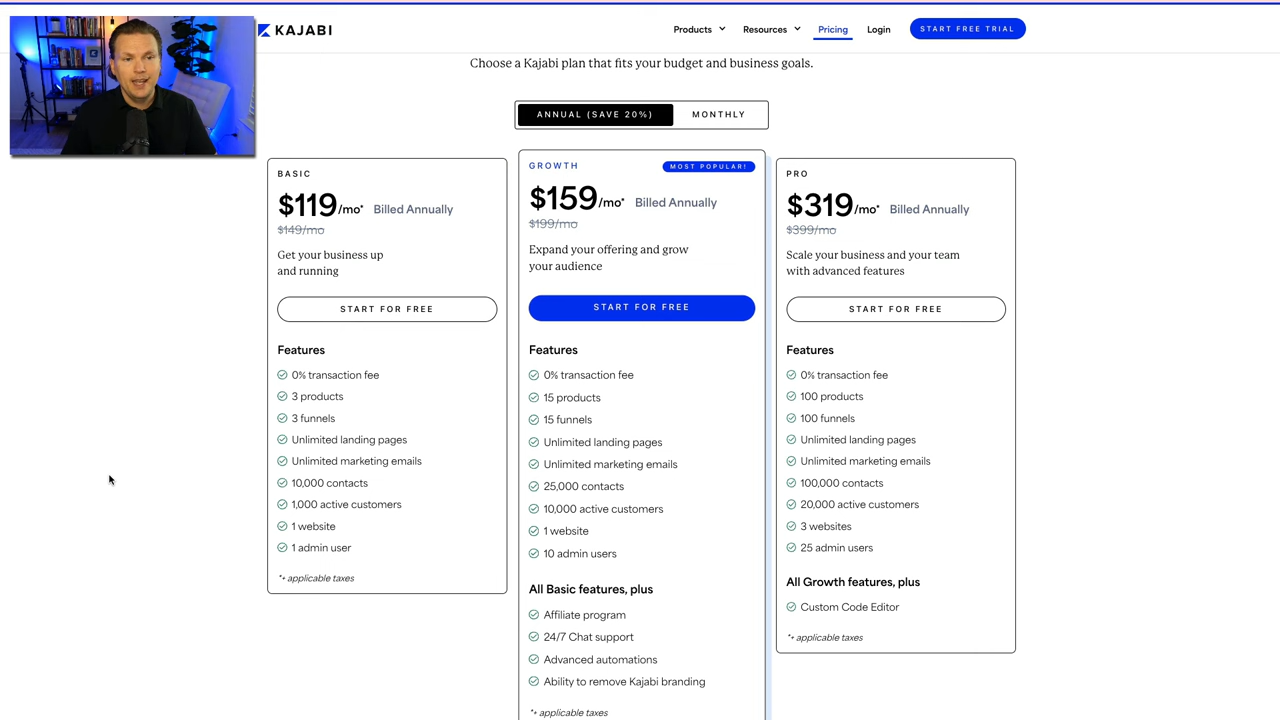 KAJABI
Products
Resources
Pricing
Login
START FREE TRIAL
Choose a Kajabi plan that fits your budget and business goals.
ANNUAL (SAVE 20%)
MONTHLY
BASIC
$119/mo* Billed Annually
$149/mo
Get your business up
and running
START FOR FREE
Features
0% transaction fee
3 products
3 funnels
Unlimited landing pages
Unlimited marketing emails
10,000 contacts
1,000 active customers
1 website
1 admin user
*+ applicable taxes
GROWTH
MOST POPULAR!
$159/mo* Billed Annually
$199/mo
Expand your offering and grow
your audience
START FOR FREE
Features
0% transaction fee
15 products
15 funnels
Unlimited landing pages
Unlimited marketing emails
25,000 contacts
10,000 active customers
1 website
10 admin users
All Basic features, plus
Affiliate program
24/7 Chat support
Advanced automations
Ability to remove Kajabi branding
*+ applicable taxes
PRO
$319/mo* Billed Annually
$399/mo
Scale your business and your team
with advanced features
START FOR FREE
Features
0% transaction fee
100 products
100 funnels
Unlimited landing pages
Unlimited marketing emails
100,000 contacts
20,000 active customers
3 websites
25 admin users
All Growth features, plus
Custom Code Editor
*+ applicable taxes